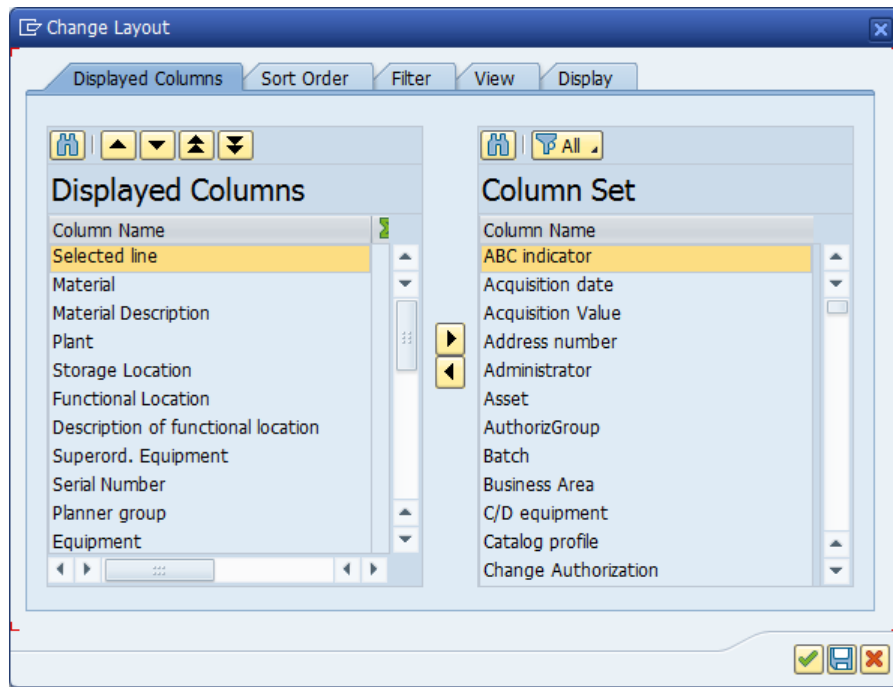 Change Layout
Displayed Columns
Sort Order
Filter
View
Display
Displayed Columns
Column Name
Selected line
Material
Material Description
Plant
Storage Location
Functional Location
Description of functional location
Superord. Equipment
Serial Number
Planner group
Equipment
All
Column Set
Column Name
ABC indicator
Acquisition date
Acquisition Value
Address number
Administrator
Asset
AuthorizGroup
Batch
Business Area
C/D equipment
Catalog profile
Change Authorization